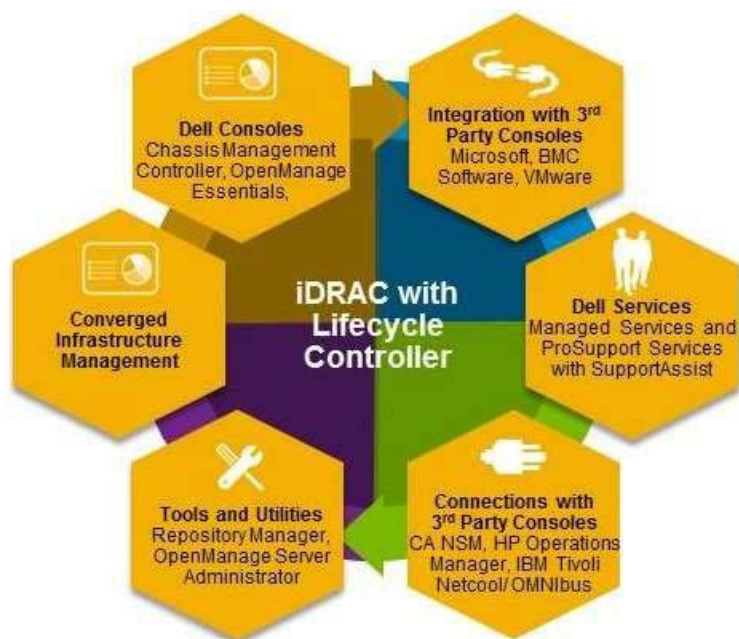 Dell Consoles
Chassis Management
Controller, OpenManage
Essentials,
Integration with 3rd
Party Consoles
Microsoft, BMC
Software, VMware
Converged
Infrastructure
Management
iDRAC with
Lifecycle
Controller
Dell Services
Managed Services and
ProSupport Services
with SupportAssist
Tools and Utilities
Repository Manager,
OpenManage Server
Administrator
Connections with
3rd Party Consoles
CA NSM, HP Operations
Manager, IBM Tivoli
Netcool/ OMNIbus